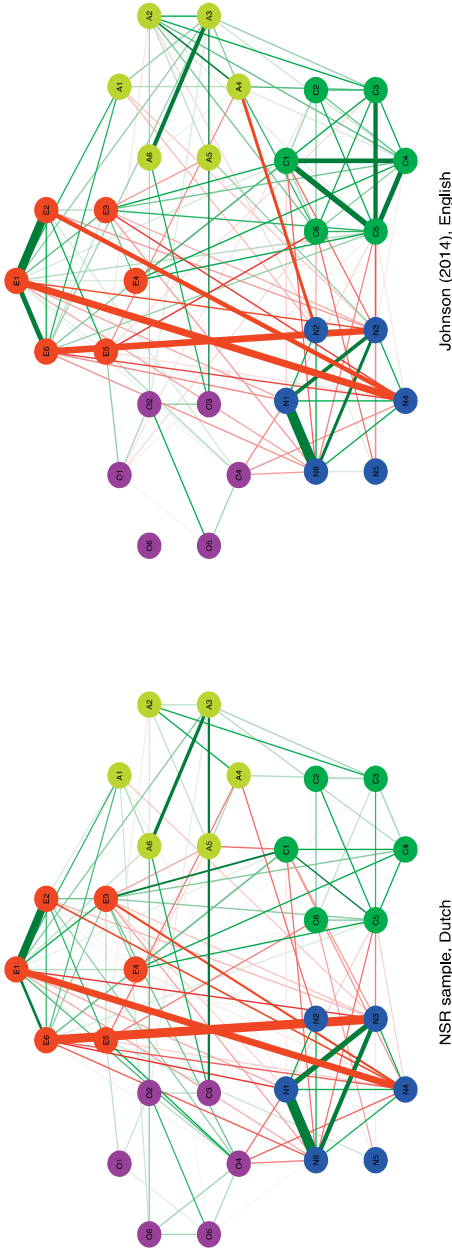 E1
E6 E2
E5 E3
O1 A1
E4
O6 O2 A6 A2
O5 O3 A5 A3
O4 A4
N1 C1
N6 N2 C6 C2
N5 N3 C5 C3
N4 C4
NSR sample, Dutch
E1
E6 E2
E5 E3
O1 A1
E4
O6 O2 A6 A2
O5 O3 A5 A3
O4 A4
N1 C1
N6 N2 C6 C2
N5 N3 C5 C3
N4 C4
Johnson (2014), English